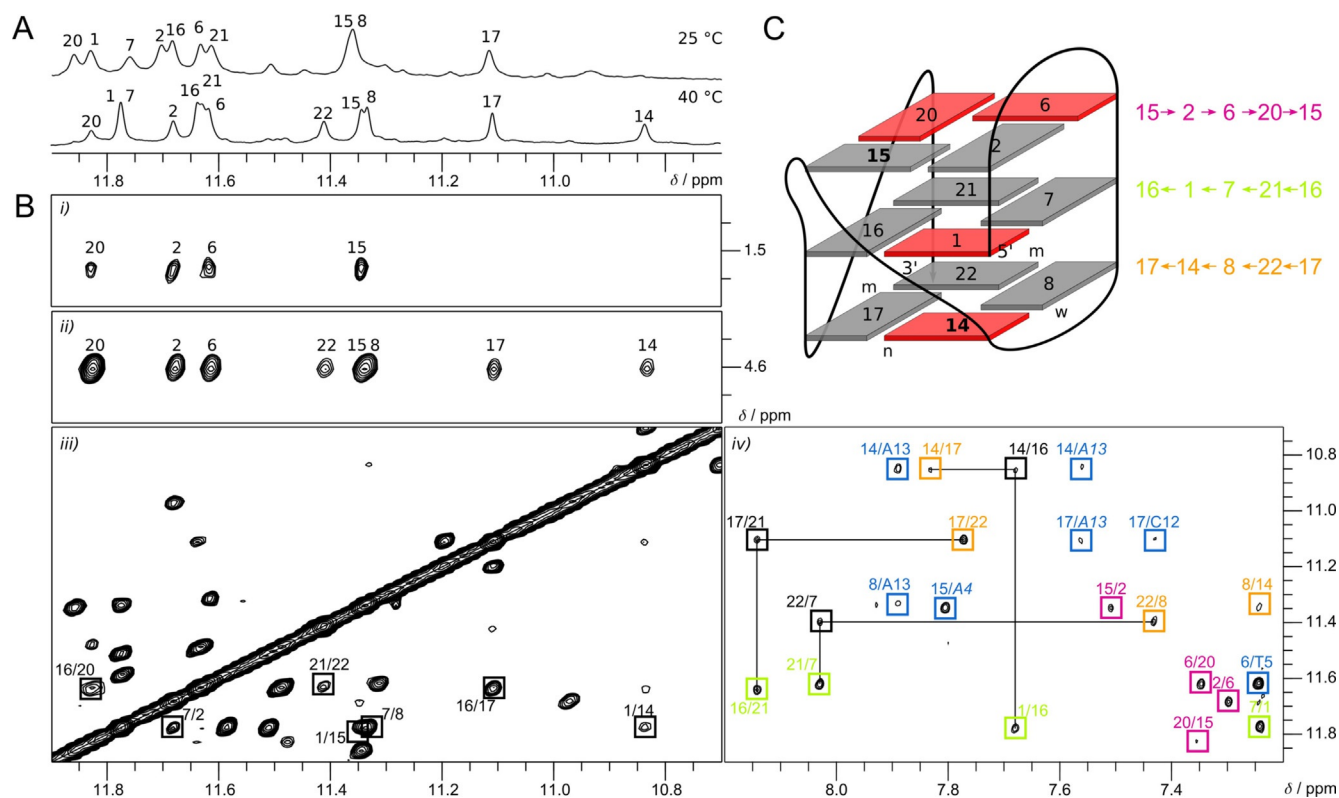 A
20 1 7 2 16 6 21 15 8 17 25 °C
1 7 20 2 16 21 6 22 15 8 17 14 40 °C
11.8 11.6 11.4 11.2 11.0 δ / ppm
B
i)
20 2 6 15
1.5
ii)
20 2 6 22 15 8 17 14
4.6
δ / ppm
iii)
16/20
21/22
16/17
7/2
7/8
1/15
1/14
11.8 11.6 11.4 11.2 11.0 10.8
C
20 6
15 2
21 7
16 1
3' 5' m
m 22 8
17 14 w
n
15→ 2 → 6 →20→15
16← 1 ← 7 ←21←16
17←14← 8 ←22←17
iv)
14/A13 14/17 14/16 14/A13
17/21 17/22 17/A13 17/C12
8/A13 15/A4 15/2 8/14
22/7 22/8
21/7 6/20 6/T5
16/21 2/6
1/16 20/15 7/1
10.8
11.0
11.2
11.4
11.6
11.8
8.0 7.8 7.6 7.4 δ / ppm